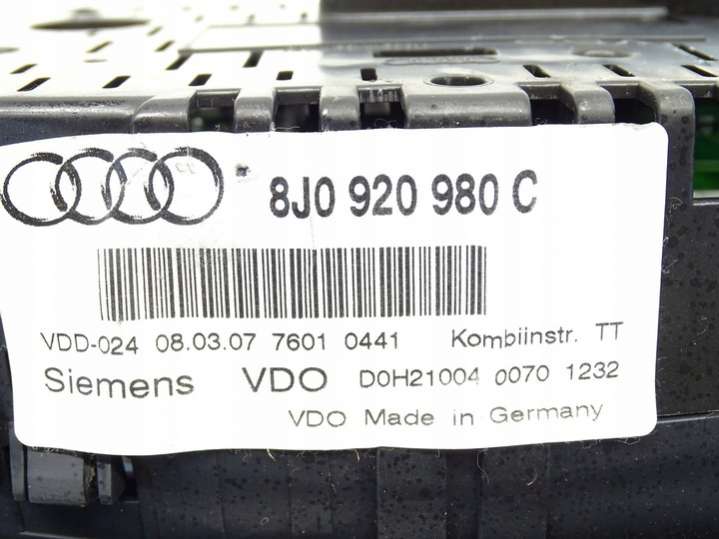 8J0 920 980 C
VDD-024 08.03.07 7601 0441 Kombiinstr. TT
Siemens VDO D0H21004 0070 1232
VDO Made in Germany